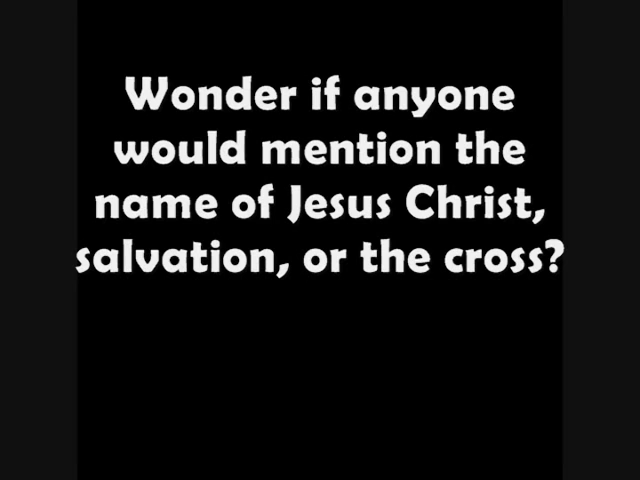 Wonder if anyone
would mention the
name of Jesus Christ,
salvation, or the cross?